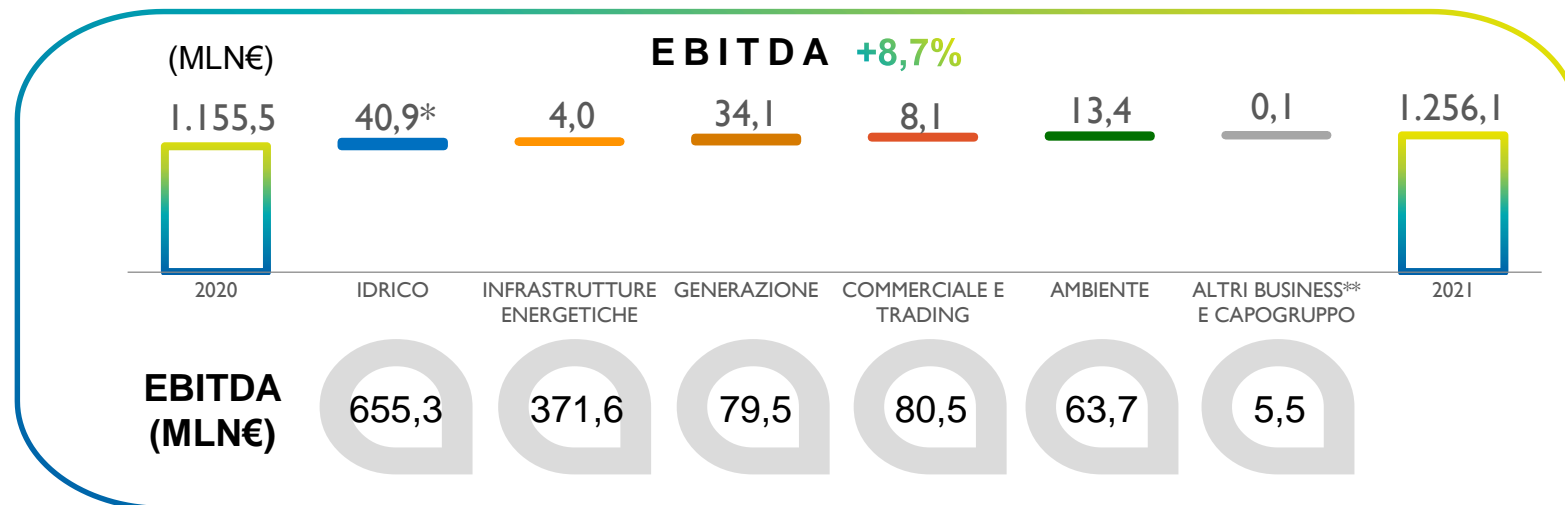 (MLN€)
EBITDA +8,7%
1.155,5
40,9*
4,0
34,1
8,1
13,4
0,1
1.256,1
2020
IDRICO
INFRASTRUTTURE
ENERGETICHE
GENERAZIONE
COMMERCIALE E
TRADING
AMBIENTE
ALTRI BUSINESS**
E CAPOGRUPPO
2021
EBITDA
(MLN€)
655,3
371,6
79,5
80,5
63,7
5,5